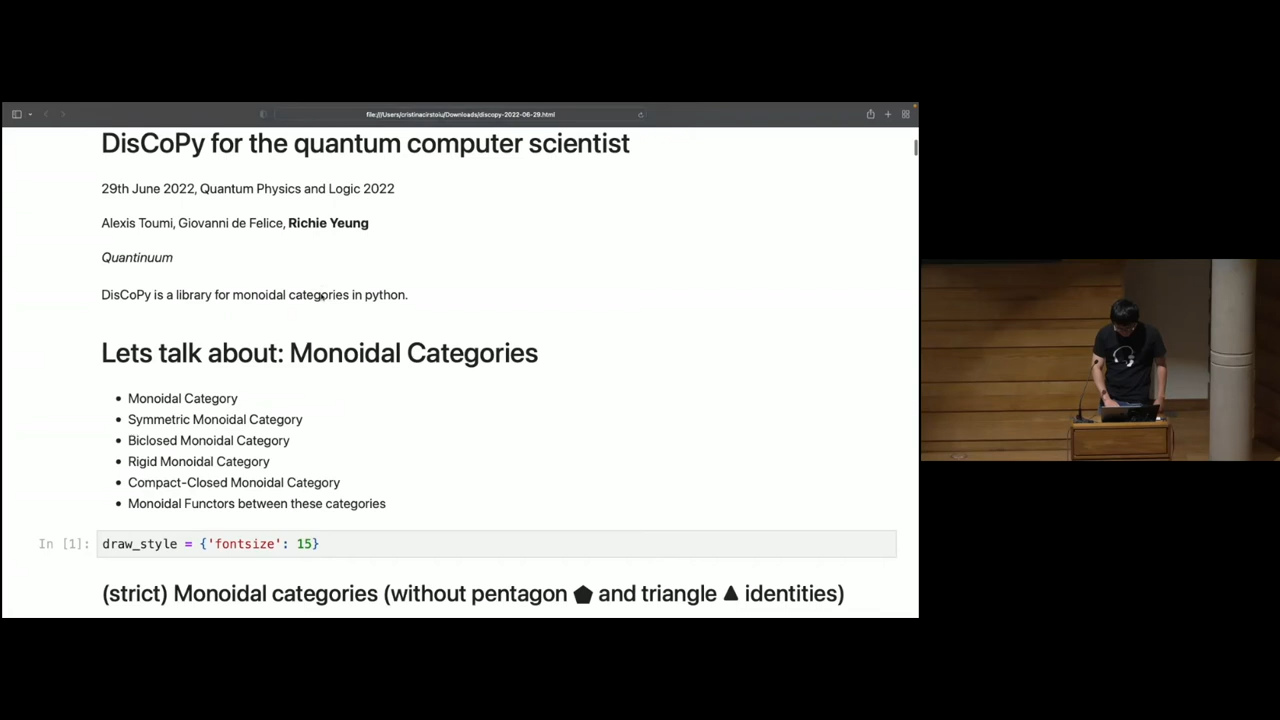 file:///Users/cristinacirstoiu/Downloads/discopy-2022-06-29.html
DisCoPy for the quantum computer scientist
29th June 2022, Quantum Physics and Logic 2022
Alexis Toumi, Giovanni de Felice, Richie Yeung
Quantinuum
DisCoPy is a library for monoidal categories in python.
Lets talk about: Monoidal Categories
Monoidal Category
Symmetric Monoidal Category
Biclosed Monoidal Category
Rigid Monoidal Category
Compact-Closed Monoidal Category
Monoidal Functors between these categories
In [1]: draw_style = {'fontsize': 15}
(strict) Monoidal categories (without pentagon ⬟ and triangle ▲ identities)